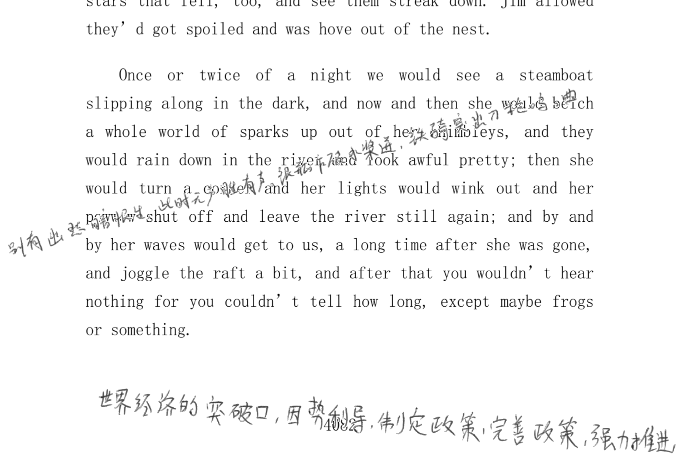 stars that fell, too, and see them streak down. Jim allowed
they’d got spoiled and was hove out of the nest.
Once or twice of a night we would see a steamboat
slipping along in the dark, and now and then she would belch
a whole world of sparks up out of her chimbleys, and they
would rain down in the river and look awful pretty; then she
would turn a corner and her lights would wink out and her
powwow shut off and leave the river still again; and by and
by her waves would get to us, a long time after she was gone,
and joggle the raft a bit, and after that you wouldn’t hear
nothing for you couldn’t tell how long, except maybe frogs
or something.
别有幽愁暗恨生,此时无声胜有声,银瓶乍破水浆迸,铁骑突出刀枪鸣,曲
世界经济的突破口,因势利导,制定政策,完善政策,强力推进,
4082